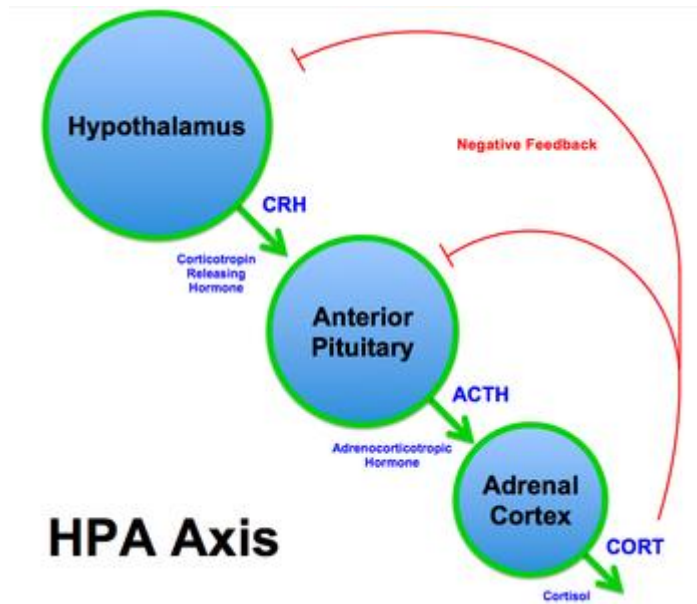 Hypothalamus
Negative Feedback
CRH
Corticotropin
Releasing
Hormone
Anterior
Pituitary
ACTH
Adrenocorticotropic
Hormone
Adrenal
Cortex
HPA Axis
CORT
Cortisol